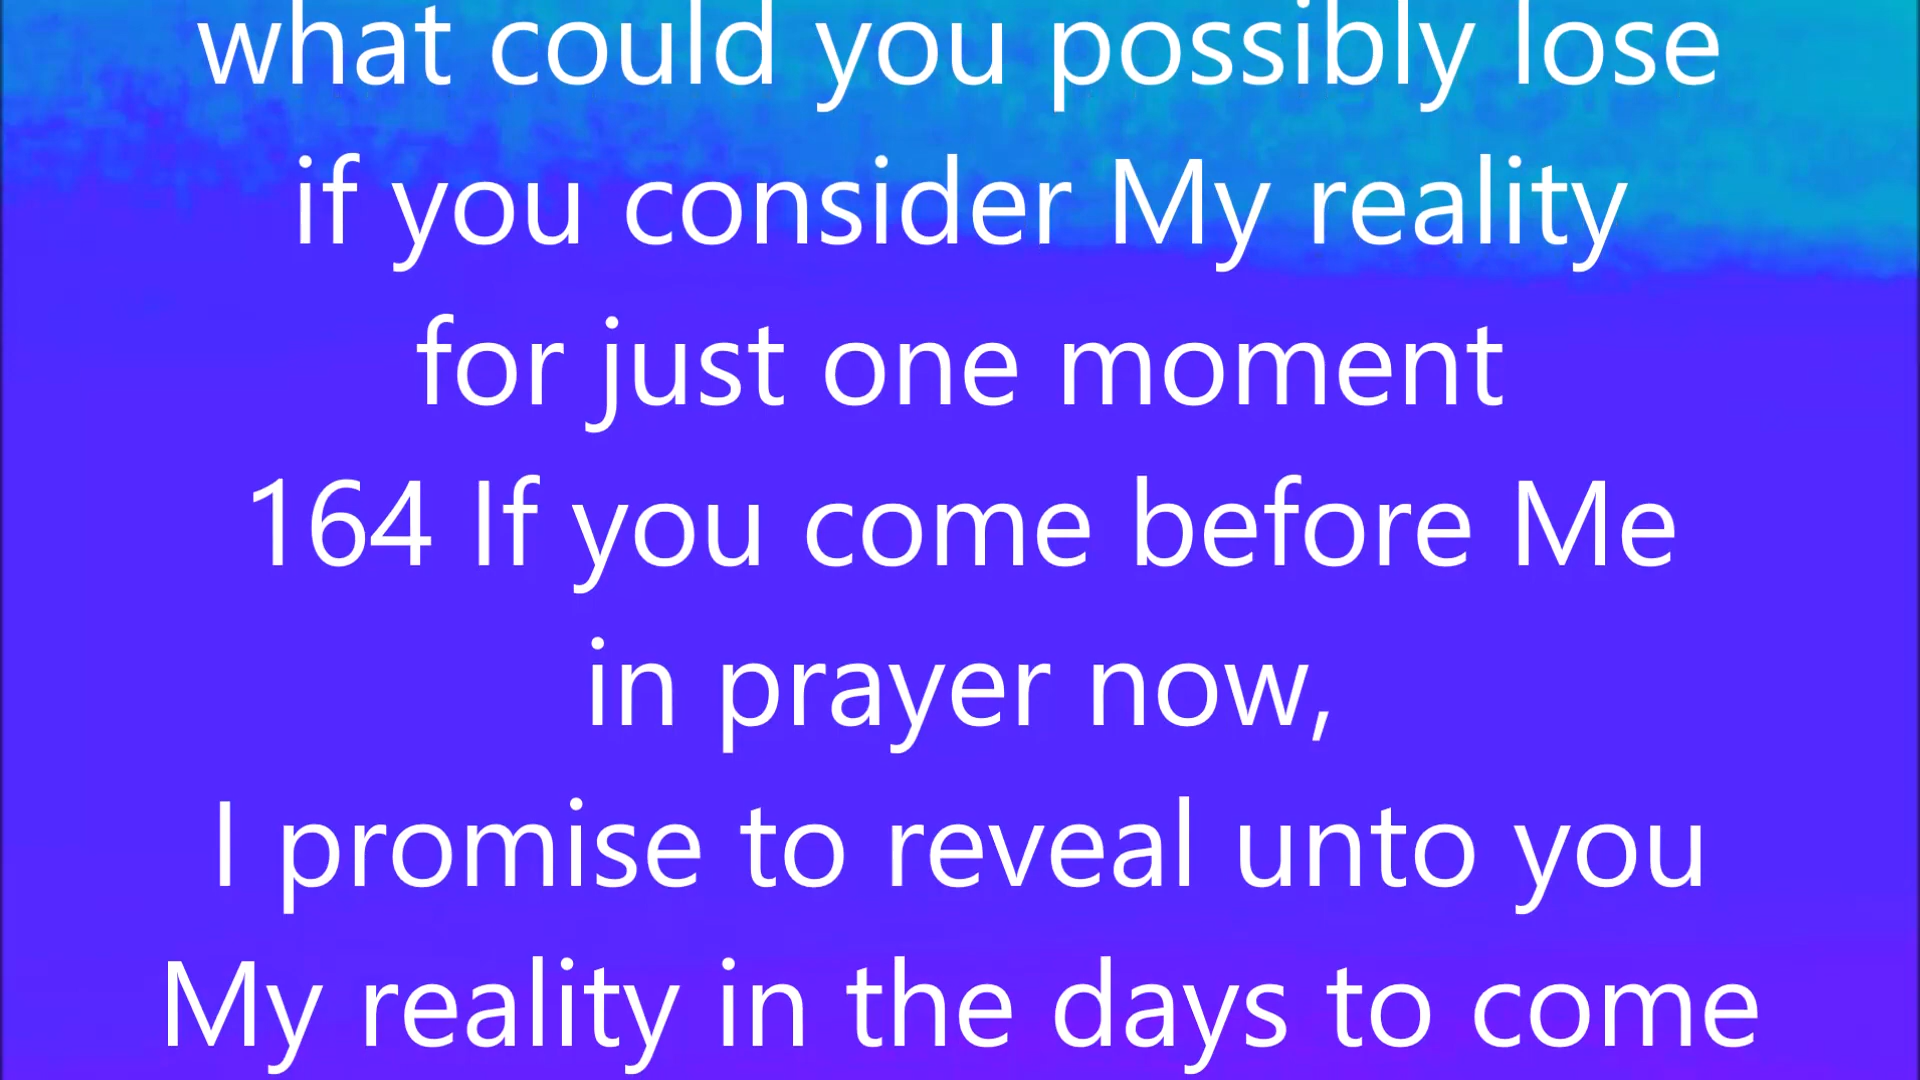 what could you possibly lose
if you consider My reality
for just one moment
164 If you come before Me
in prayer now,
I promise to reveal unto you
My reality in the days to come